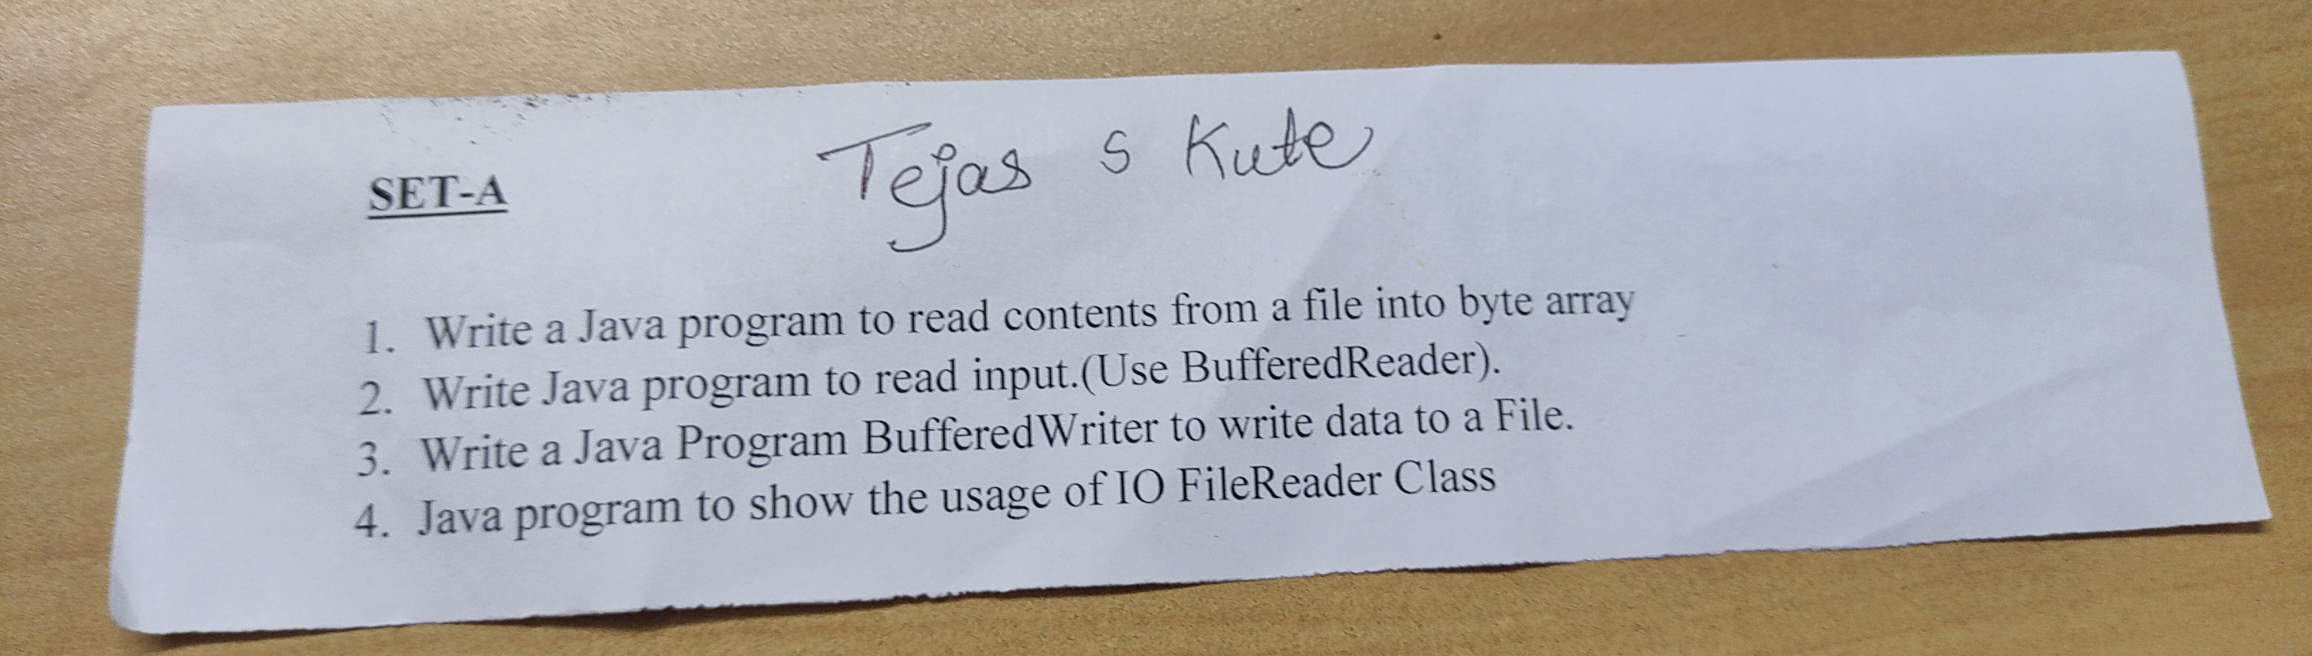 Tejas s Kute
SET-A
1. Write a Java program to read contents from a file into byte array
2. Write Java program to read input.(Use BufferedReader).
3. Write a Java Program BufferedWriter to write data to a File.
4. Java program to show the usage of IO FileReader Class